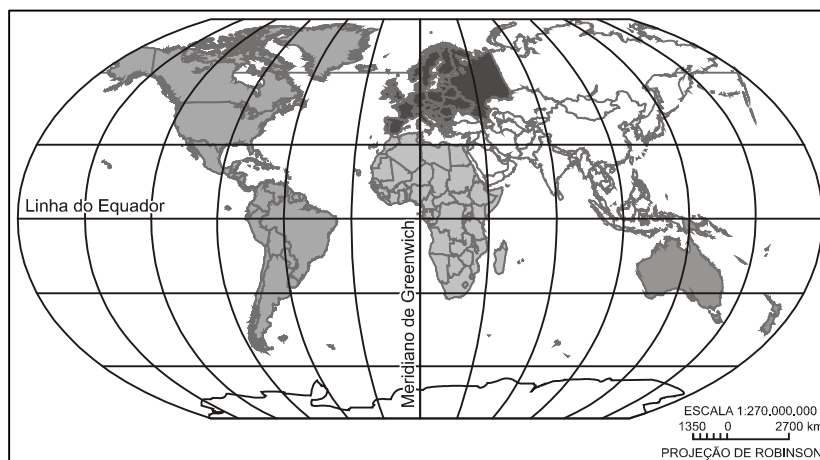 Linha do Equador
Meridiano de Greenwich
ESCALA 1:270.000.000
1350 0 2700 km
PROJEÇÃO DE ROBINSON